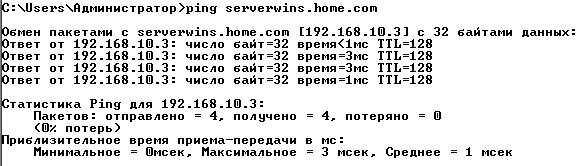 C:\Users\Администратор>ping serverwins.home.com
Обмен пакетами с serverwins.home.com [192.168.10.3] с 32 байтами данных:
Ответ от 192.168.10.3: число байт=32 время<1мс TTL=128
Ответ от 192.168.10.3: число байт=32 время=3мс TTL=128
Ответ от 192.168.10.3: число байт=32 время=3мс TTL=128
Ответ от 192.168.10.3: число байт=32 время=1мс TTL=128
Статистика Ping для 192.168.10.3:
Пакетов: отправлено = 4, получено = 4, потеряно = 0
(0% потерь)
Приблизительное время приема-передачи в мс:
Минимальное = 0мсек, Максимальное = 3 мсек, Среднее = 1 мсек